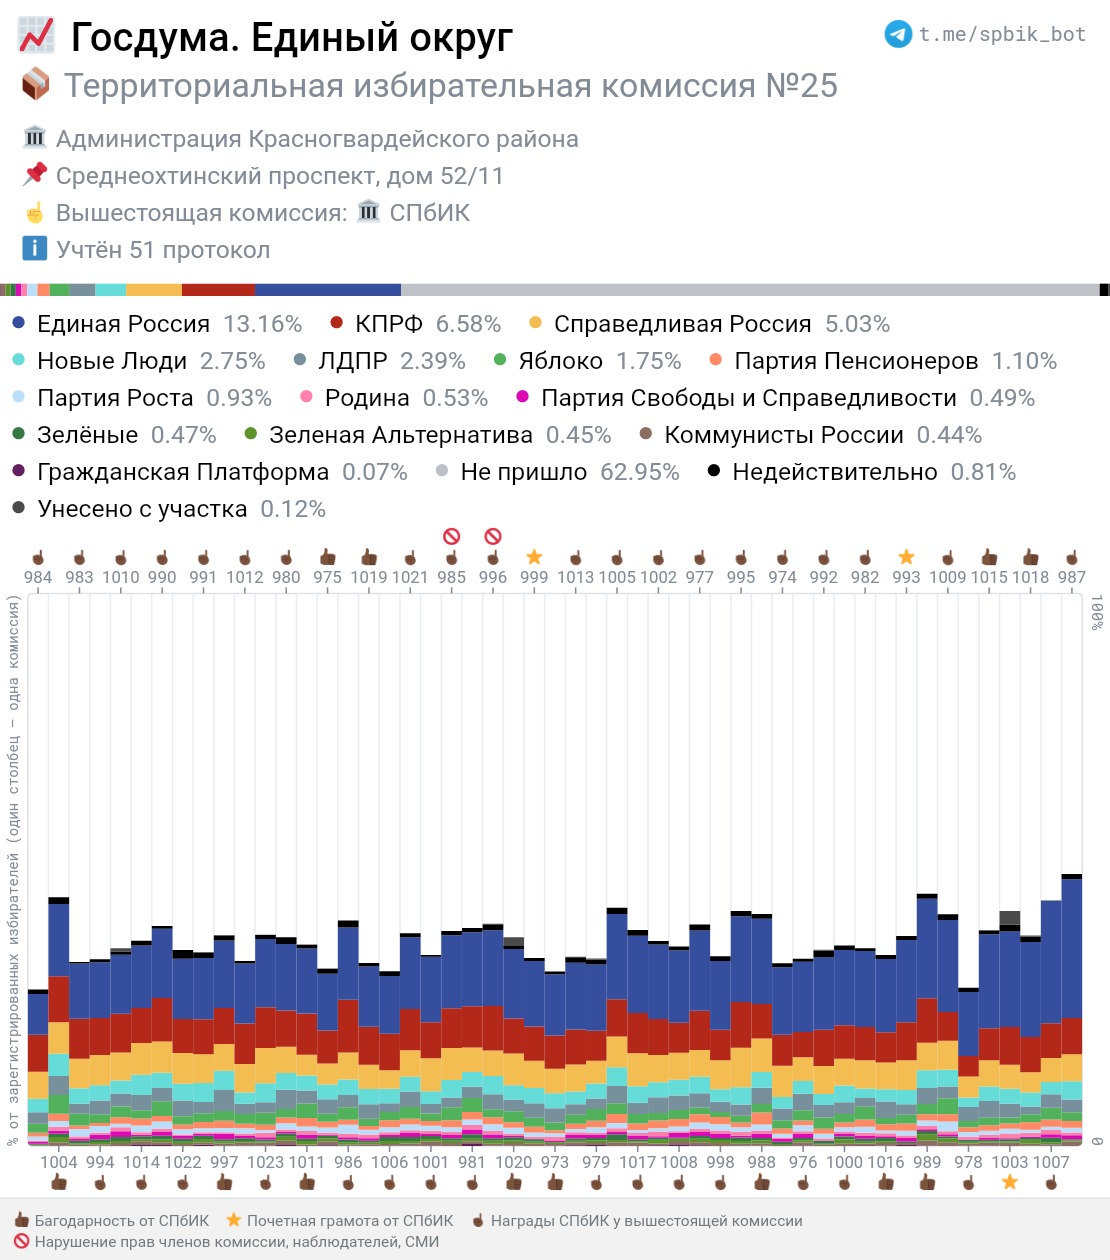 Госдума. Единый округ
t.me/spbik_bot
Территориальная избирательная комиссия №25
Администрация Красногвардейского района
Среднеохтинский проспект, дом 52/11
Вышестоящая комиссия: СПбИК
Учтён 51 протокол
Единая Россия 13.16% КПРФ 6.58% Справедливая Россия 5.03%
Новые Люди 2.75% ЛДПР 2.39% Яблоко 1.75% Партия Пенсионеров 1.10%
Партия Роста 0.93% Родина 0.53% Партия Свободы и Справедливости 0.49%
Зелёные 0.47% Зеленая Альтернатива 0.45% Коммунисты России 0.44%
Гражданская Платформа 0.07% Не пришло 62.95% Недействительно 0.81%
Унесено с участка 0.12%
984 983 1010 990 991 1012 980 975 1019 1021 985 996 999 1013 1005 1002 977 995 974 992 982 993 1009 1015 1018 987
% от зарегистрированных избирателей (один столбец – одна комиссия)
100%
0
1004 994 1014 1022 997 1023 1011 986 1006 1001 981 1020 973 979 1017 1008 998 988 976 1000 1016 989 978 1003 1007
Багодарность от СПбИК Почетная грамота от СПбИК Награды СПбИК у вышестоящей комиссии
Нарушение прав членов комиссии, наблюдателей, СМИ